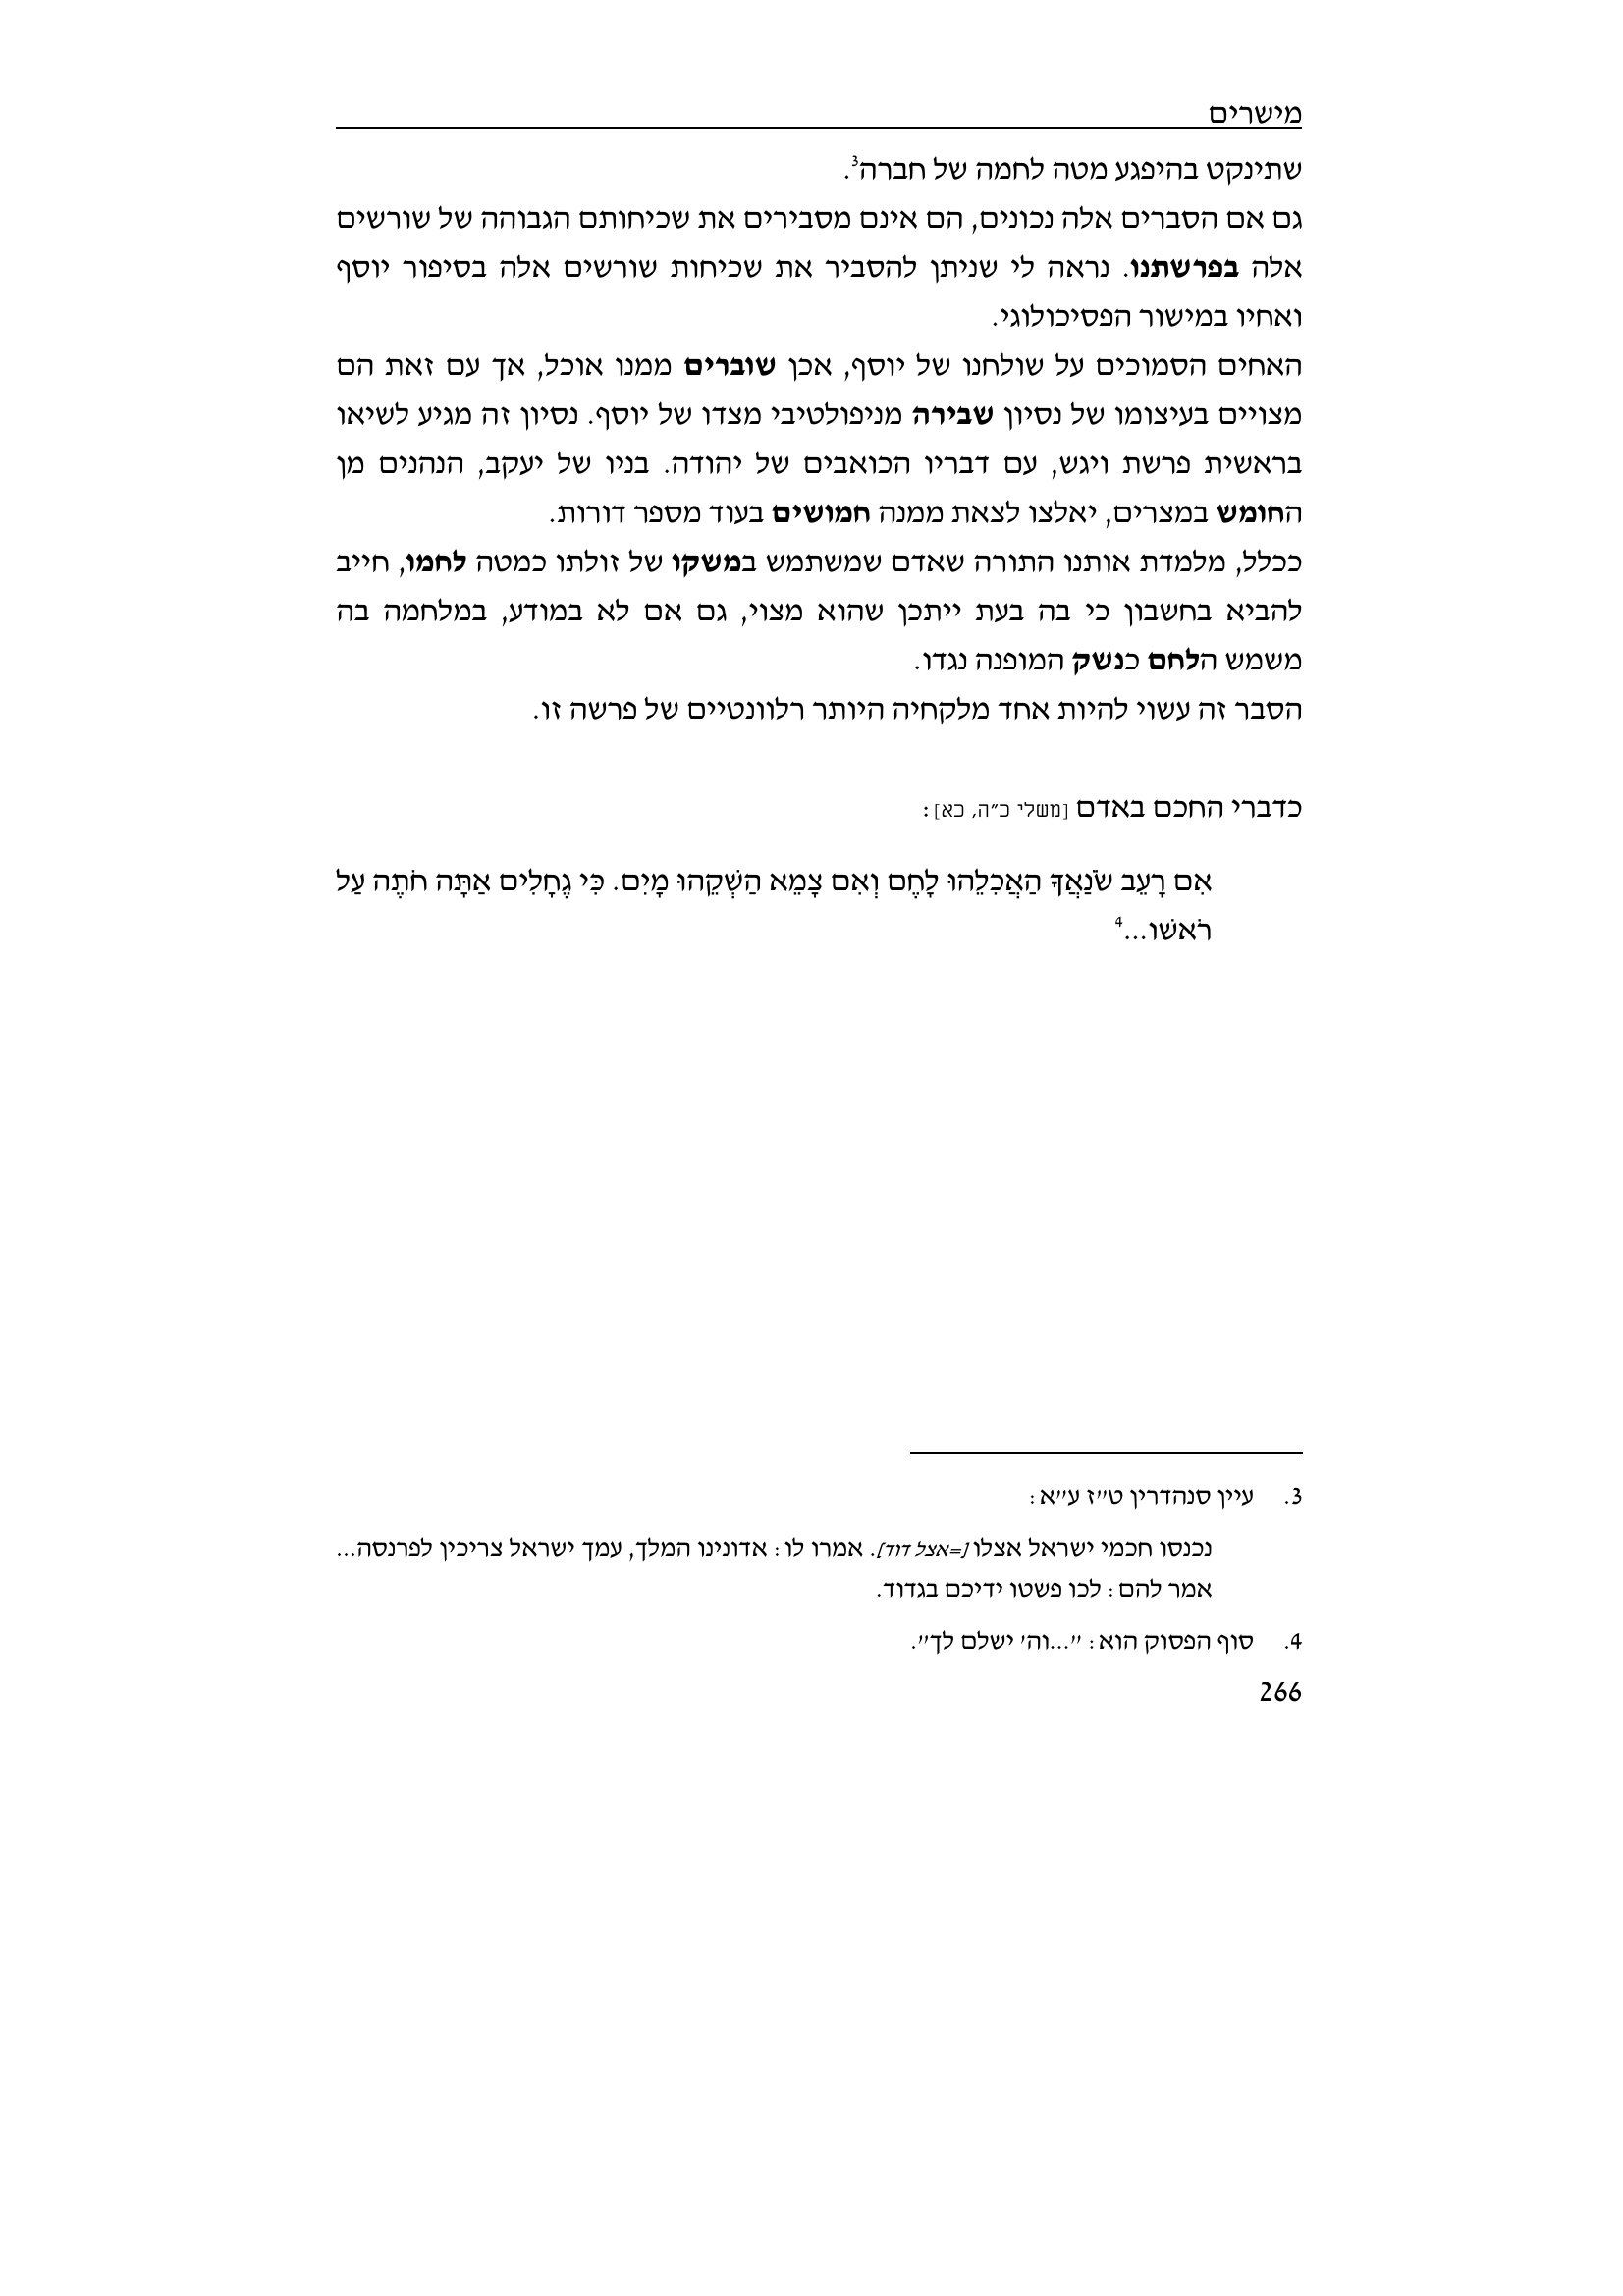 מישרים
שתינקט בהיפגע מטה לחמה של חברה3.
גם אם הסברים אלה נכונים, הם אינם מסבירים את שכיחותם הגבוהה של שורשים
אלה בפרשתנו. נראה לי שניתן להסביר את שכיחות שורשים אלה בסיפור יוסף
ואחיו במישור הפסיכולוגי.
האחים הסמוכים על שולחנו של יוסף, אכן שוברים ממנו אוכל, אך עם זאת הם
מצויים בעיצומו של נסיון שבירה מניפולטיבי מצדו של יוסף. נסיון זה מגיע לשיאו
בראשית פרשת ויגש, עם דבריו הכואבים של יהודה. בניו של יעקב, הנהנים מן
החומש במצרים, יאלצו לצאת ממנה חמושים בעוד מספר דורות.
ככלל, מלמדת אותנו התורה שאדם שמשתמש במשקו של זולתו כמטה לחמו, חייב
להביא בחשבון כי בה בעת ייתכן שהוא מצוי, גם אם לא במודע, במלחמה בה
משמש הלחם כנשק המופנה נגדו.
הסבר זה עשוי להיות אחד מלקחיה היותר רלוונטיים של פרשה זו.
כדברי החכם באדם [משלי כ״ה, כא]:
אִם רָעֵב שֹׂנַאֲךָ הַאֲכִלֵהוּ לָחֶם וְאִם צָמֵא הַשְׁקֵהוּ מָיִם. כִּי גֶחָלִים אַתָּה חֹתֶה עַל
רֹאשׁוֹ...4
3. עיין סנהדרין ט״ז ע״א:
נכנסו חכמי ישראל אצלו [=אצל דוד]. אמרו לו: אדונינו המלך, עמך ישראל צריכין לפרנסה...
אמר להם: לכו פשטו ידיכם בגדוד.
4. סוף הפסוק הוא: ״...וה׳ ישלם לך״.
266